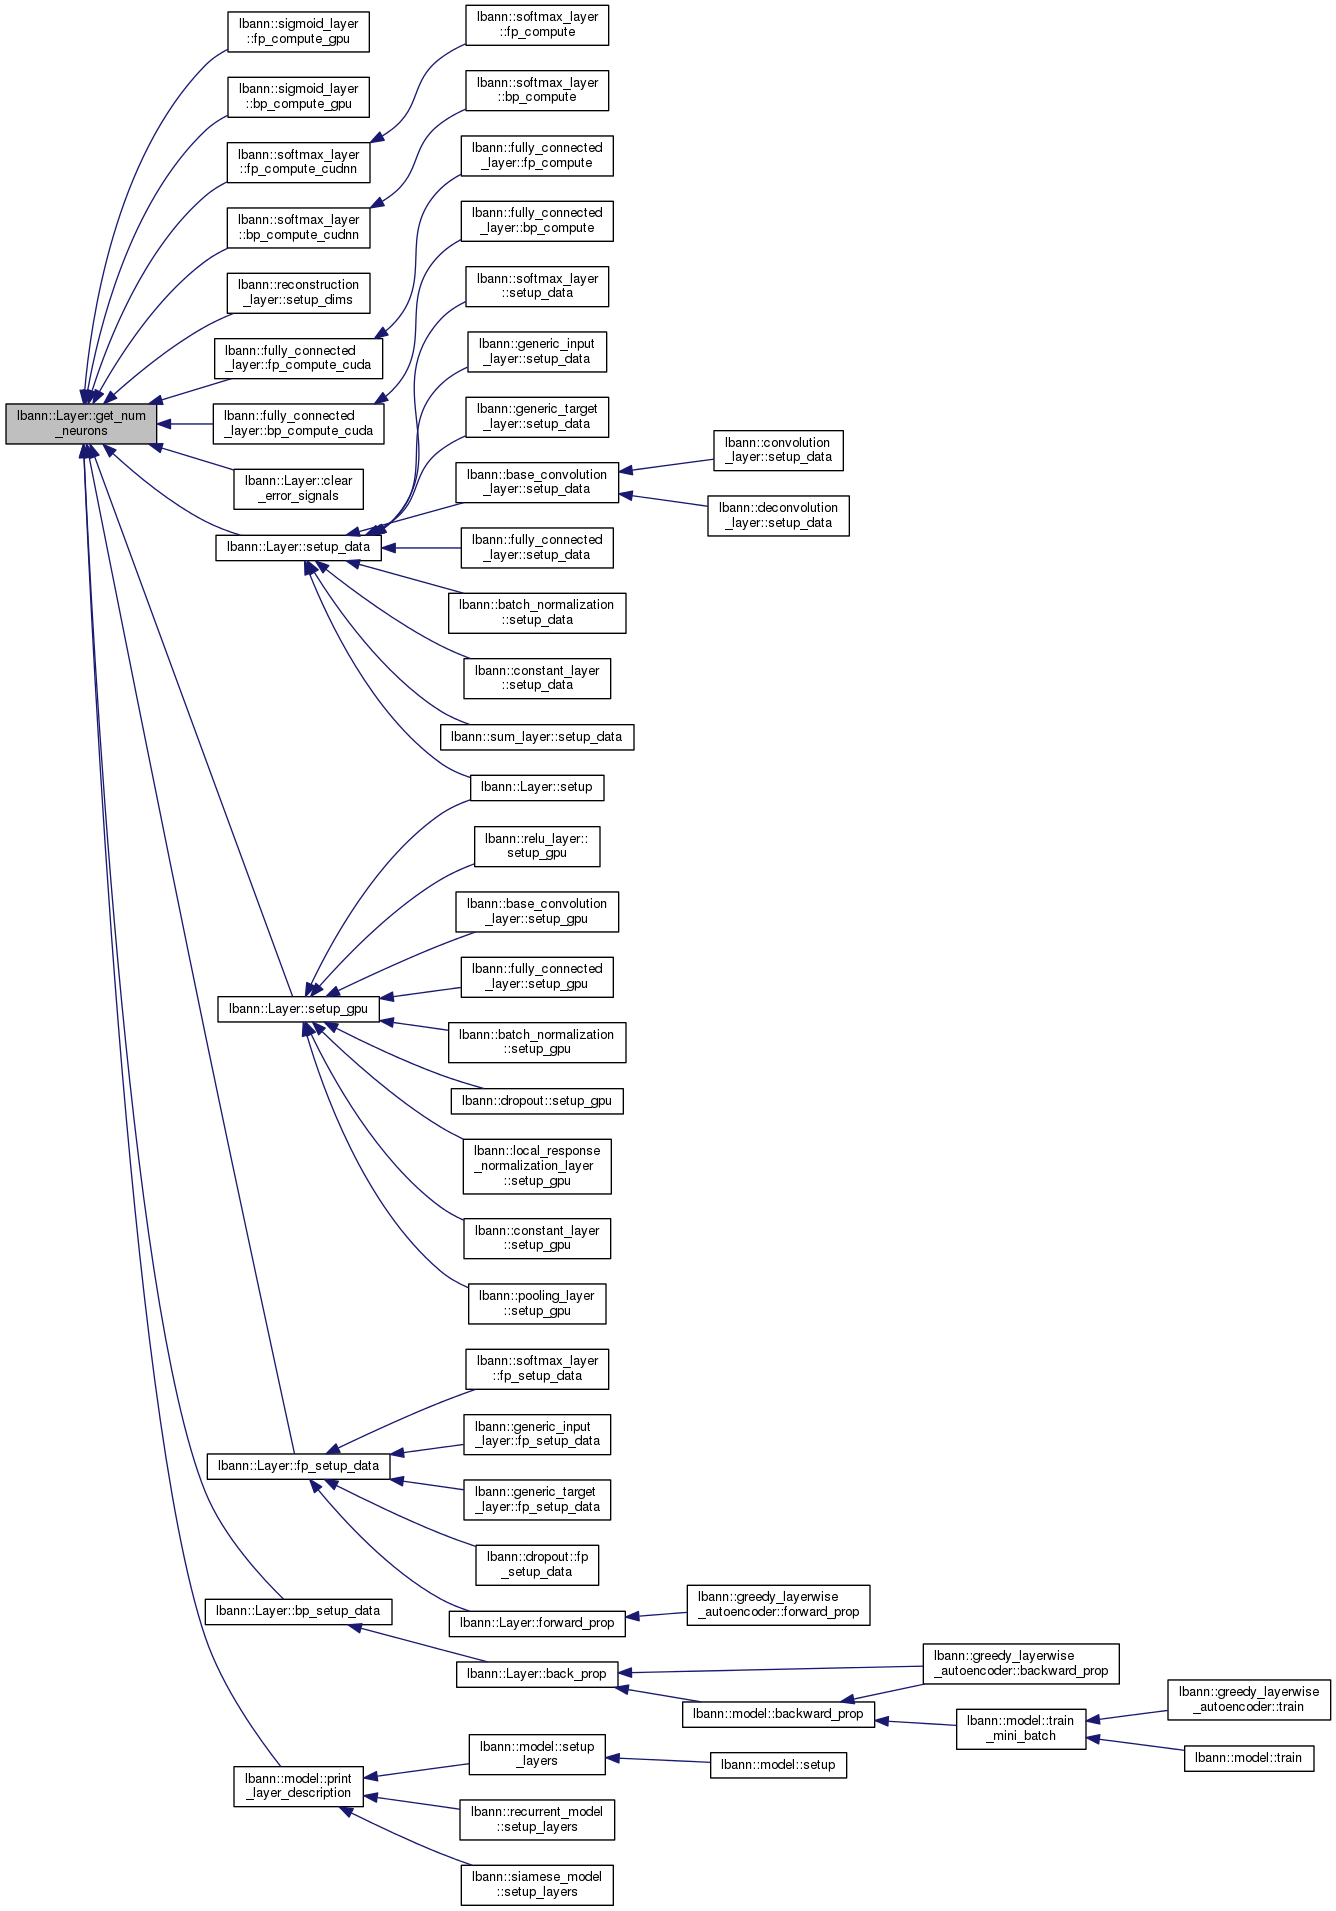 lbann::Layer::get_num
_neurons
lbann::sigmoid_layer
::fp_compute_gpu
lbann::sigmoid_layer
::bp_compute_gpu
lbann::softmax_layer
::fp_compute_cudnn
lbann::softmax_layer
::bp_compute_cudnn
lbann::reconstruction
_layer::setup_dims
lbann::fully_connected
_layer::fp_compute_cuda
lbann::fully_connected
_layer::bp_compute_cuda
lbann::Layer::clear
_error_signals
lbann::Layer::setup_data
lbann::Layer::setup_gpu
lbann::Layer::fp_setup_data
lbann::Layer::bp_setup_data
lbann::model::print
_layer_description
lbann::softmax_layer
::fp_compute
lbann::softmax_layer
::bp_compute
lbann::fully_connected
_layer::fp_compute
lbann::fully_connected
_layer::bp_compute
lbann::softmax_layer
::setup_data
lbann::generic_input
_layer::setup_data
lbann::generic_target
_layer::setup_data
lbann::base_convolution
_layer::setup_data
lbann::fully_connected
_layer::setup_data
lbann::batch_normalization
::setup_data
lbann::constant_layer
::setup_data
lbann::sum_layer::setup_data
lbann::Layer::setup
lbann::relu_layer::
setup_gpu
lbann::base_convolution
_layer::setup_gpu
lbann::fully_connected
_layer::setup_gpu
lbann::batch_normalization
::setup_gpu
lbann::dropout::setup_gpu
lbann::local_response
_normalization_layer
::setup_gpu
lbann::constant_layer
::setup_gpu
lbann::pooling_layer
::setup_gpu
lbann::softmax_layer
::fp_setup_data
lbann::generic_input
_layer::fp_setup_data
lbann::generic_target
_layer::fp_setup_data
lbann::dropout::fp
_setup_data
lbann::Layer::forward_prop
lbann::Layer::back_prop
lbann::model::setup
_layers
lbann::recurrent_model
::setup_layers
lbann::siamese_model
::setup_layers
lbann::convolution
_layer::setup_data
lbann::deconvolution
_layer::setup_data
lbann::greedy_layerwise
_autoencoder::forward_prop
lbann::model::backward_prop
lbann::model::setup
lbann::greedy_layerwise
_autoencoder::backward_prop
lbann::model::train
_mini_batch
lbann::greedy_layerwise
_autoencoder::train
lbann::model::train